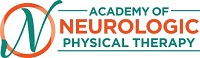 N
ACADEMY OF
NEUROLOGIC
PHYSICAL THERAPY